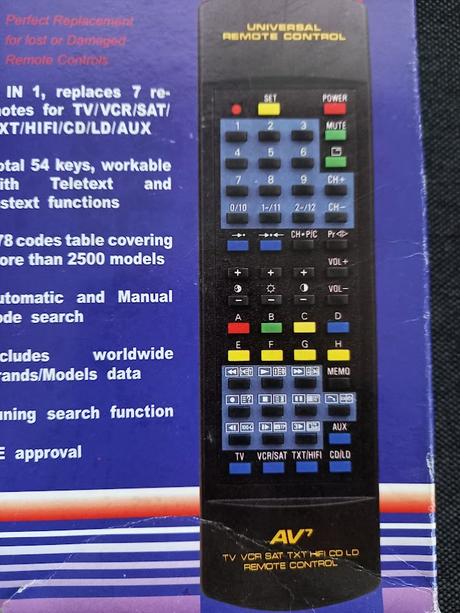 Perfect Replacement
for lost or Damaged
Remote Controls
IN 1, replaces 7 re-
notes for TV/VCR/SAT/
TXT/HIFI/CD/LD/AUX
otal 54 keys, workable
ith Teletext and
stext functions
78 codes table covering
ore than 2500 models
utomatic and Manual
ode search
cludes worldwide
rands/Models data
uning search function
E approval
UNIVERSAL
REMOTE CONTROL
SET POWER
1 2 3 MUTE
4 5 6
7 8 9 CH+
0/10 1-/11 2-/12 CH-
CH•P/C Pr
VOL+
+ + +
- - - VOL-
A B C D
E F G H
MEMO
AUX
TV VCR/SAT TXT/HIFI CD/LD
AV7
TV VCR SAT TXT HIFI CD LD
REMOTE CONTROL